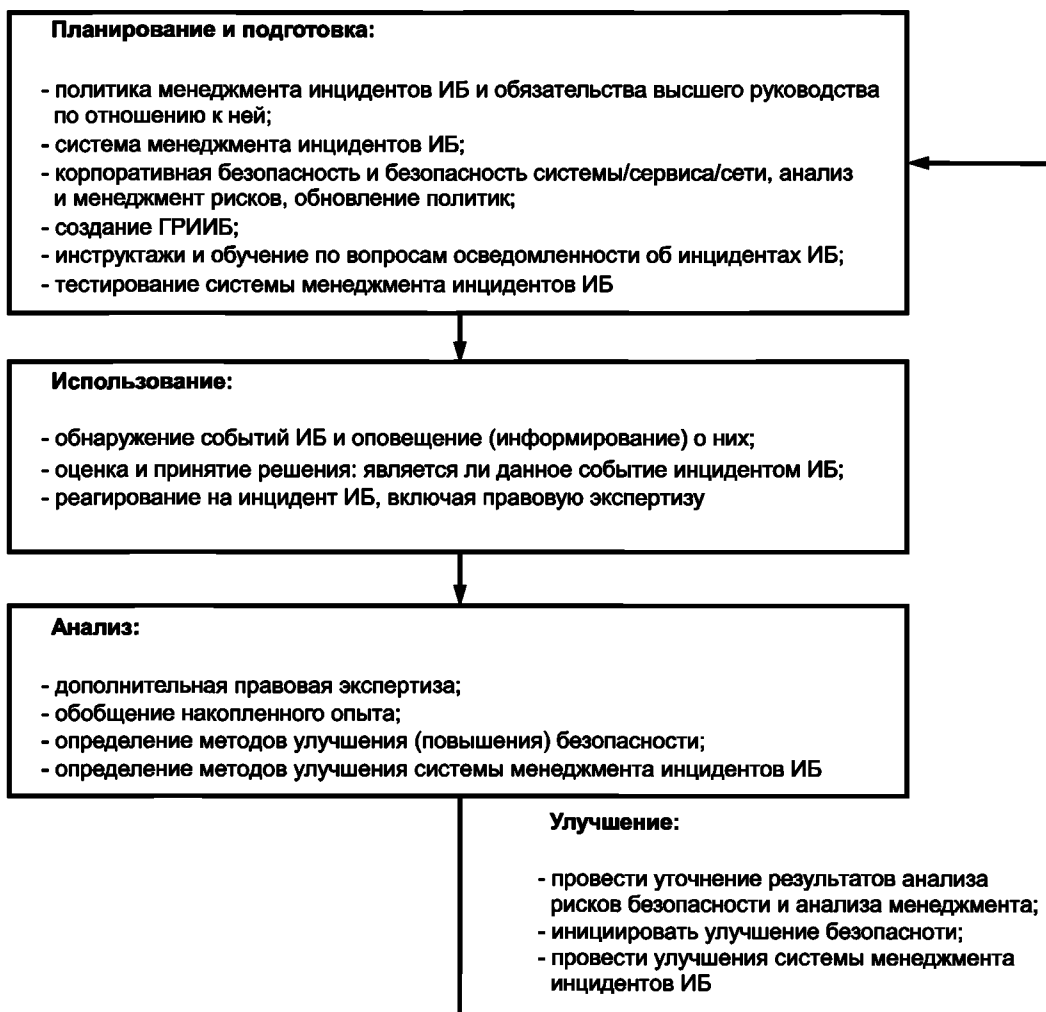 Планирование и подготовка:
- политика менеджмента инцидентов ИБ и обязательства высшего руководства
по отношению к ней;
- система менеджмента инцидентов ИБ;
- корпоративная безопасность и безопасность системы/сервиса/сети, анализ
и менеджмент рисков, обновление политик;
- создание ГРИИБ;
- инструктажи и обучение по вопросам осведомленности об инцидентах ИБ;
- тестирование системы менеджмента инцидентов ИБ
Использование:
- обнаружение событий ИБ и оповещение (информирование) о них;
- оценка и принятие решения: является ли данное событие инцидентом ИБ;
- реагирование на инцидент ИБ, включая правовую экспертизу
Анализ:
- дополнительная правовая экспертиза;
- обобщение накопленного опыта;
- определение методов улучшения (повышения) безопасности;
- определение методов улучшения системы менеджмента инцидентов ИБ
Улучшение:
- провести уточнение результатов анализа
рисков безопасности и анализа менеджмента;
- инициировать улучшение безопасноти;
- провести улучшения системы менеджмента
инцидентов ИБ